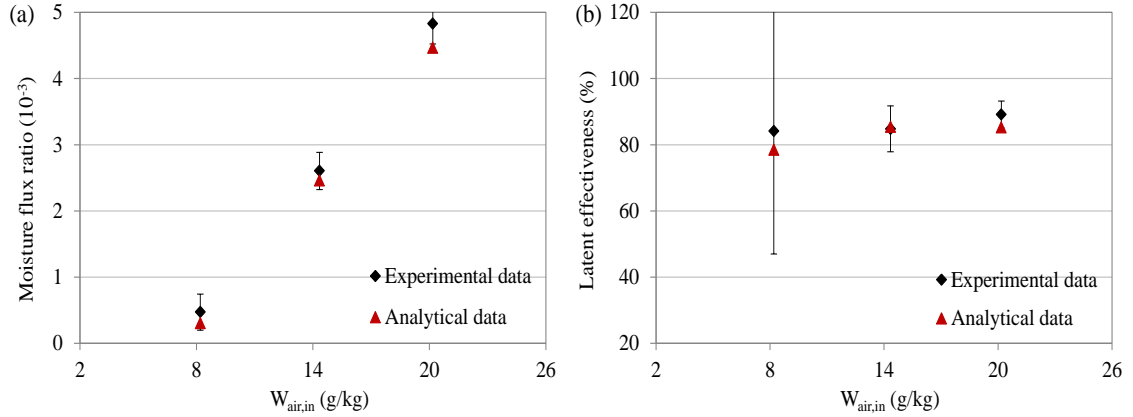 (a)
5
4
3
2
1
0
Moisture flux ratio (10⁻³)
2 8 14 20 26
W_air,in (g/kg)
Experimental data
Analytical data
(b)
120
100
80
60
40
20
Latent effectiveness (%)
2 8 14 20 26
W_air,in (g/kg)
Experimental data
Analytical data